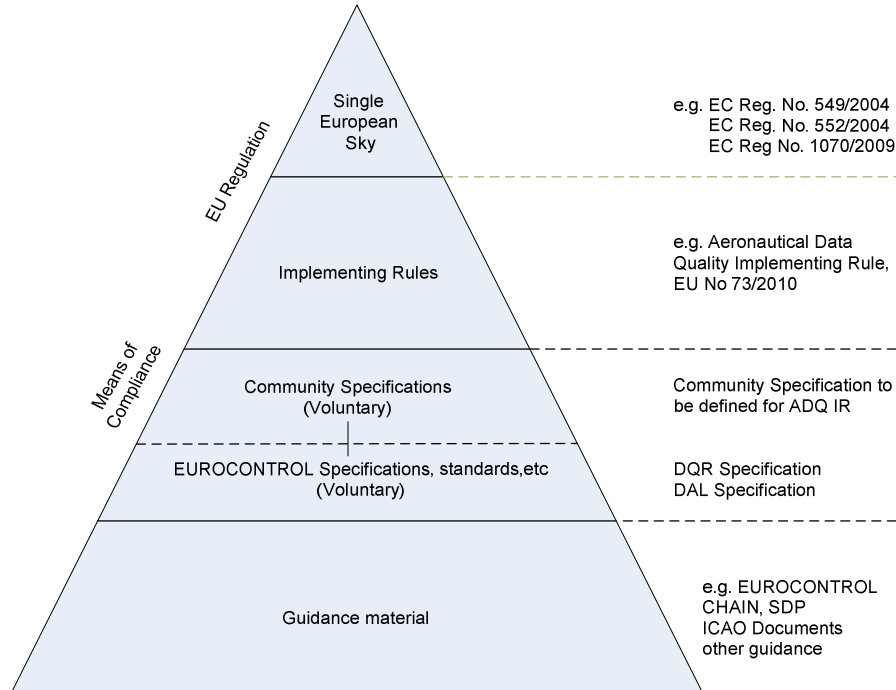 Single
European
Sky
e.g. EC Reg. No. 549/2004
EC Reg. No. 552/2004
EC Reg No. 1070/2009
EU Regulation
Implementing Rules
e.g. Aeronautical Data
Quality Implementing Rule,
EU No 73/2010
Means of
Compliance
Community Specifications
(Voluntary)
Community Specification to
be defined for ADQ IR
EUROCONTROL Specifications, standards,etc
(Voluntary)
DQR Specification
DAL Specification
Guidance material
e.g. EUROCONTROL
CHAIN, SDP
ICAO Documents
other guidance